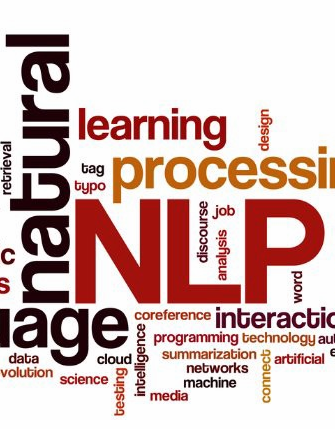 natural
learning
design
retrieval
tag
processi
typo
NLP
discourse
job
analysis
c
s
word
uage
coreference
interactio
intelligence
programming
technology
au
data
cloud
summarization
artificial
connect
volution
science
testing
networks
machine
media